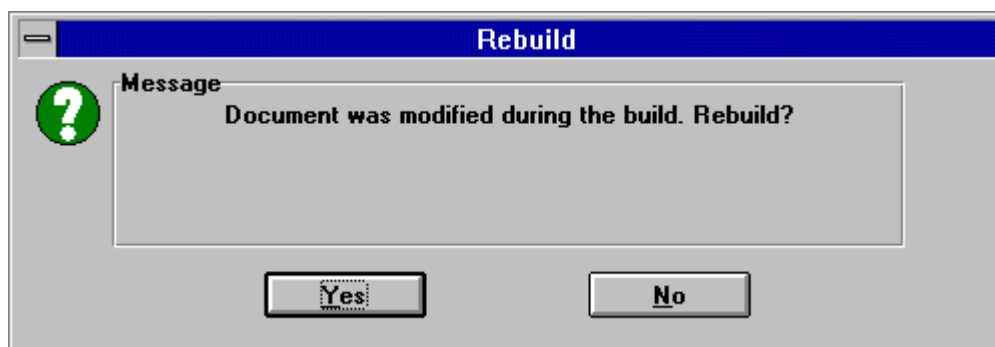 Rebuild
Message
Document was modified during the build. Rebuild?
Yes
No